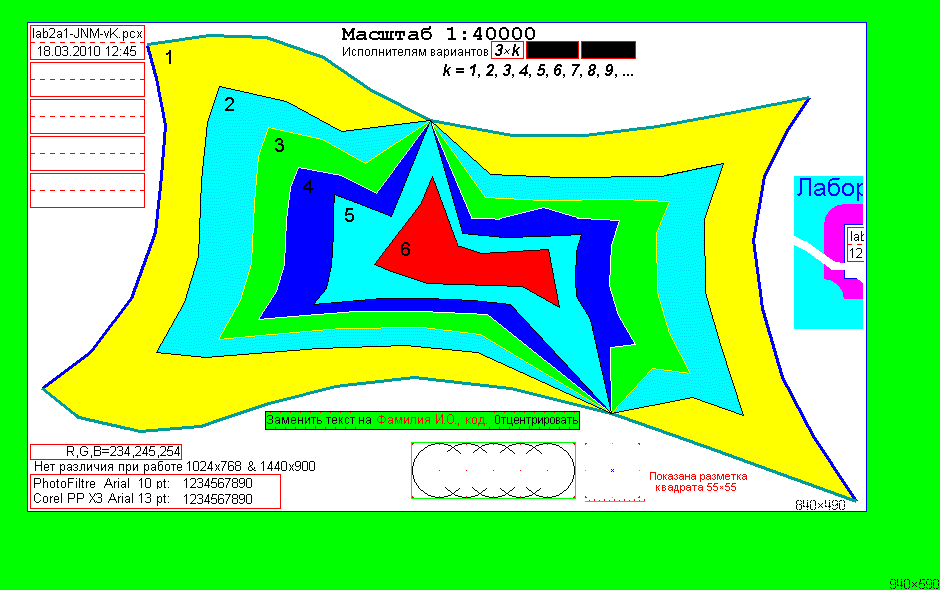 lab2a1-JNM-vK.pcx
18.03.2010 12:45
Масштаб 1:40000
Исполнителям вариантов 3×k
k = 1, 2, 3, 4, 5, 6, 7, 8, 9, ...
1
2
3
4
5
6
Лабор
lab
12
Заменить текст на Фамилия И.О., код. Отцентрировать
R,G,B=234,245,254
Нет различия при работе 1024x768 & 1440x900
PhotoFiltre Arial 10 pt: 1234567890
Corel PP X3 Arial 13 pt: 1234567890
Показана разметка
квадрата 55×55
840×490
940×590